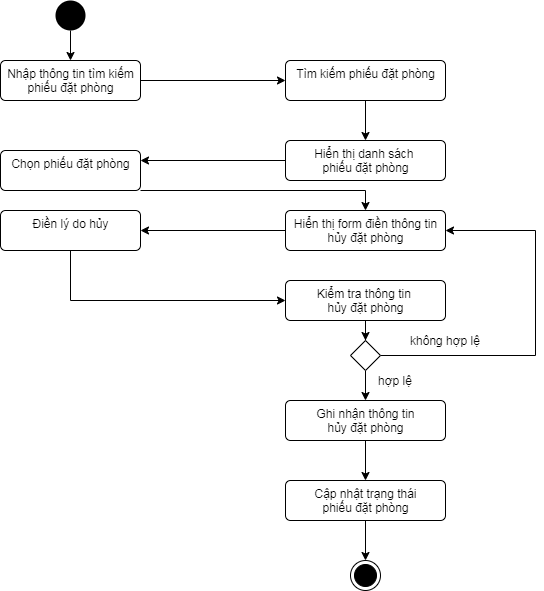 Nhập thông tin tìm kiếm
phiếu đặt phòng
Tìm kiếm phiếu đặt phòng
Hiển thị danh sách
phiếu đặt phòng
Chọn phiếu đặt phòng
Hiển thị form điền thông tin
hủy đặt phòng
Điền lý do hủy
Kiểm tra thông tin
hủy đặt phòng
không hợp lệ
hợp lệ
Ghi nhận thông tin
hủy đặt phòng
Cập nhật trạng thái
phiếu đặt phòng